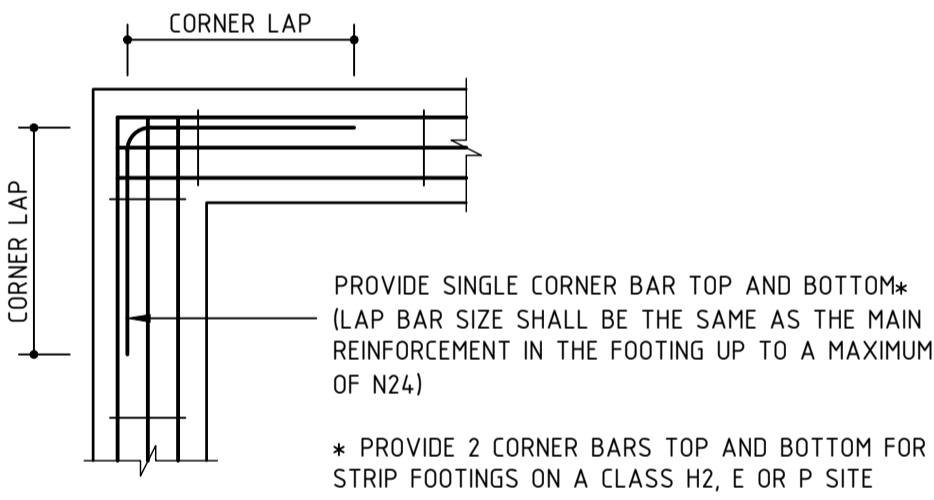 CORNER LAP
CORNER LAP
PROVIDE SINGLE CORNER BAR TOP AND BOTTOM*
(LAP BAR SIZE SHALL BE THE SAME AS THE MAIN
REINFORCEMENT IN THE FOOTING UP TO A MAXIMUM
OF N24)
* PROVIDE 2 CORNER BARS TOP AND BOTTOM FOR
STRIP FOOTINGS ON A CLASS H2, E OR P SITE